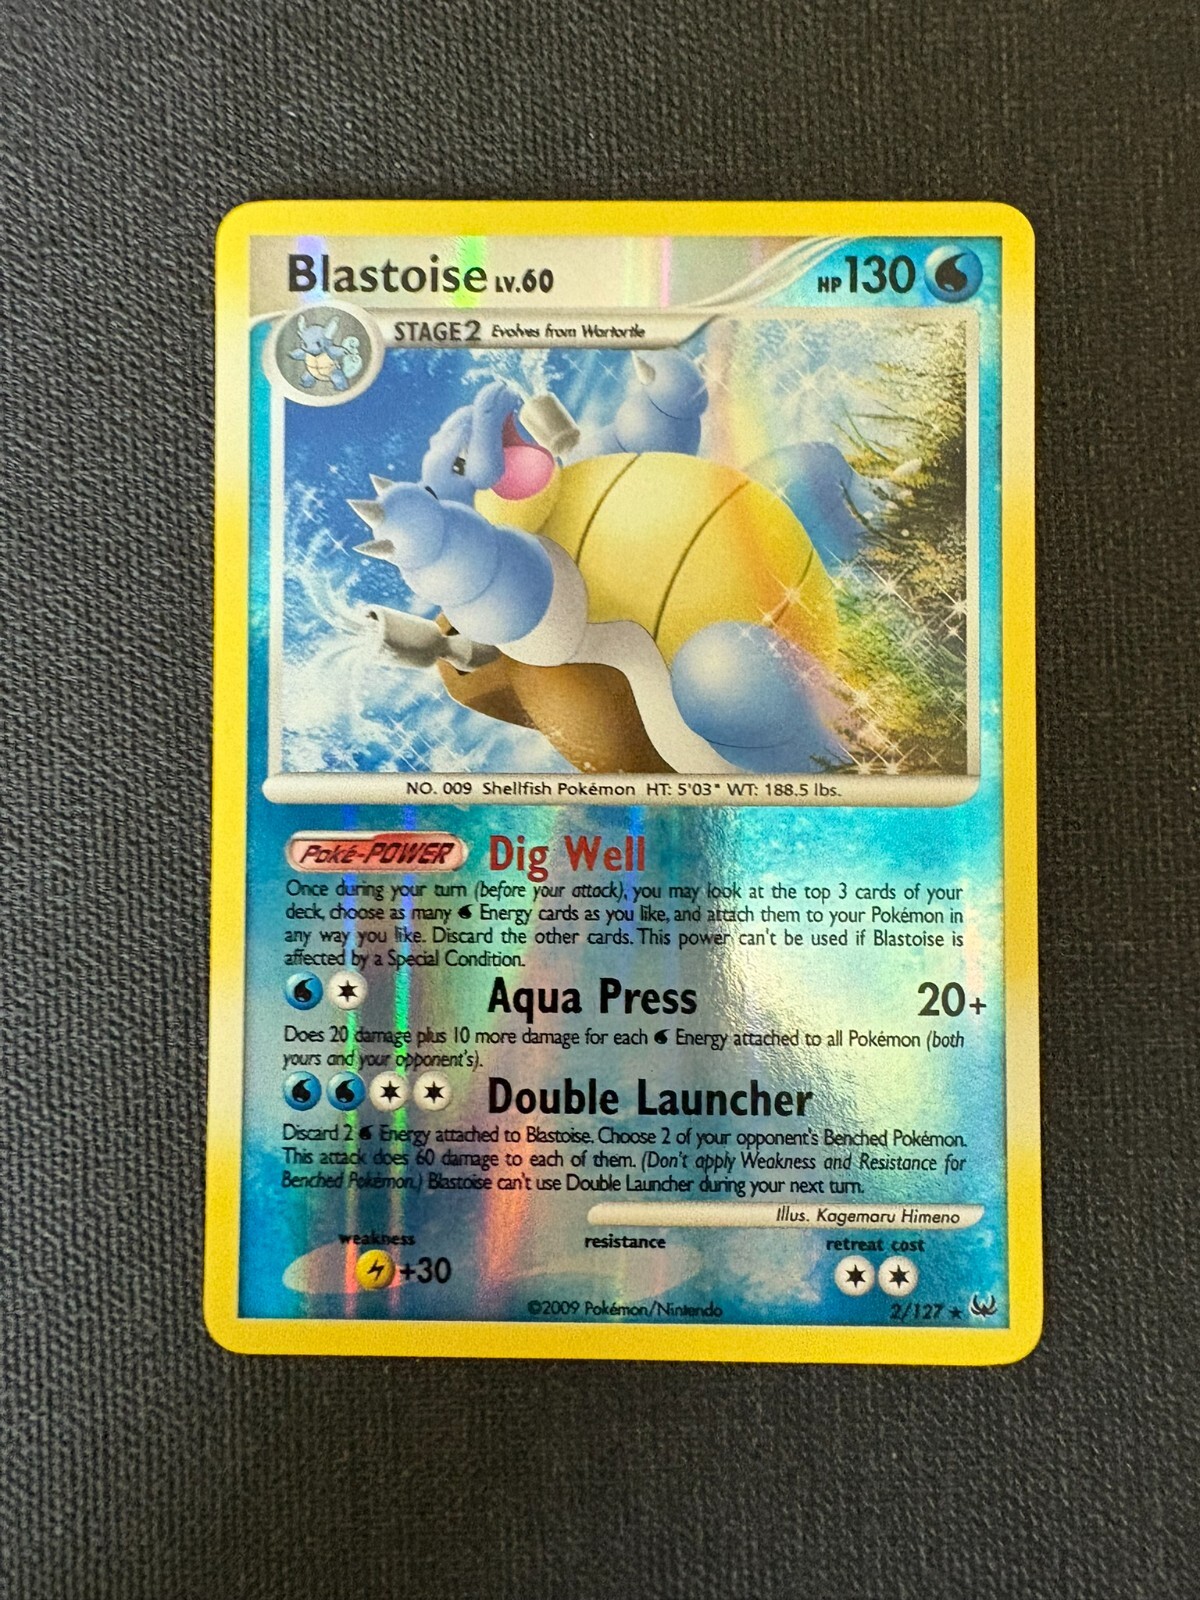 Blastoise LV.60 HP 130
STAGE2 Evolves from Wartortle
NO. 009 Shellfish Pokémon HT: 5'03" WT: 188.5 lbs.
Poké-POWER Dig Well
Once during your turn (before your attack), you may look at the top 3 cards of your
deck, choose as many Energy cards as you like, and attach them to your Pokémon in
any way you like. Discard the other cards. This power can't be used if Blastoise is
affected by a Special Condition.
Aqua Press 20+
Does 20 damage plus 10 more damage for each Energy attached to all Pokémon (both
yours and your opponent's).
Double Launcher
Discard 2 Energy attached to Blastoise. Choose 2 of your opponent's Benched Pokémon.
This attack does 60 damage to each of them. (Don't apply Weakness and Resistance for
Benched Pokémon.) Blastoise can't use Double Launcher during your next turn.
Illus. Kagemaru Himeno
weakness resistance retreat cost
+30
©2009 Pokémon/Nintendo 2/127 ★